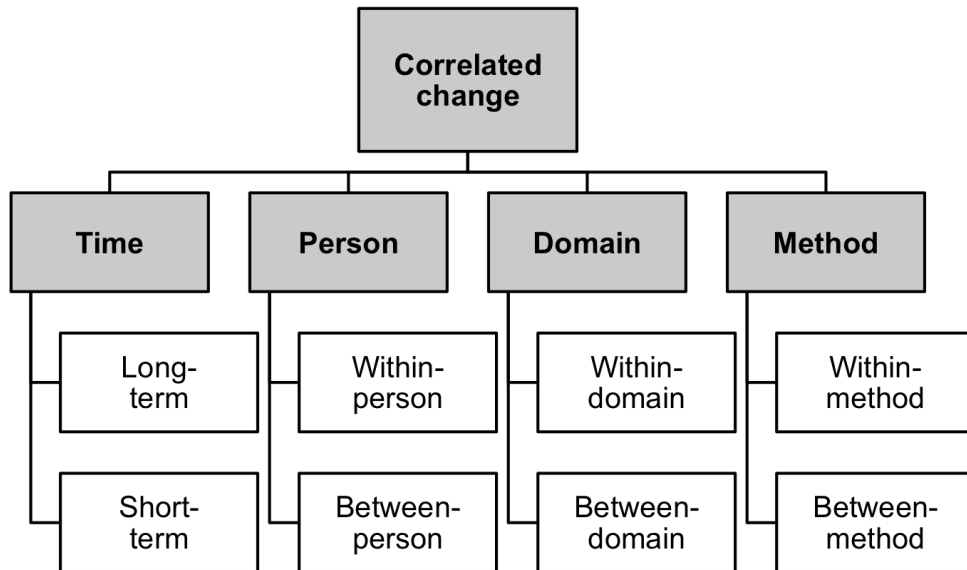 Correlated
change
Time
Person
Domain
Method
Long-
term
Within-
person
Within-
domain
Within-
method
Short-
term
Between-
person
Between-
domain
Between-
method